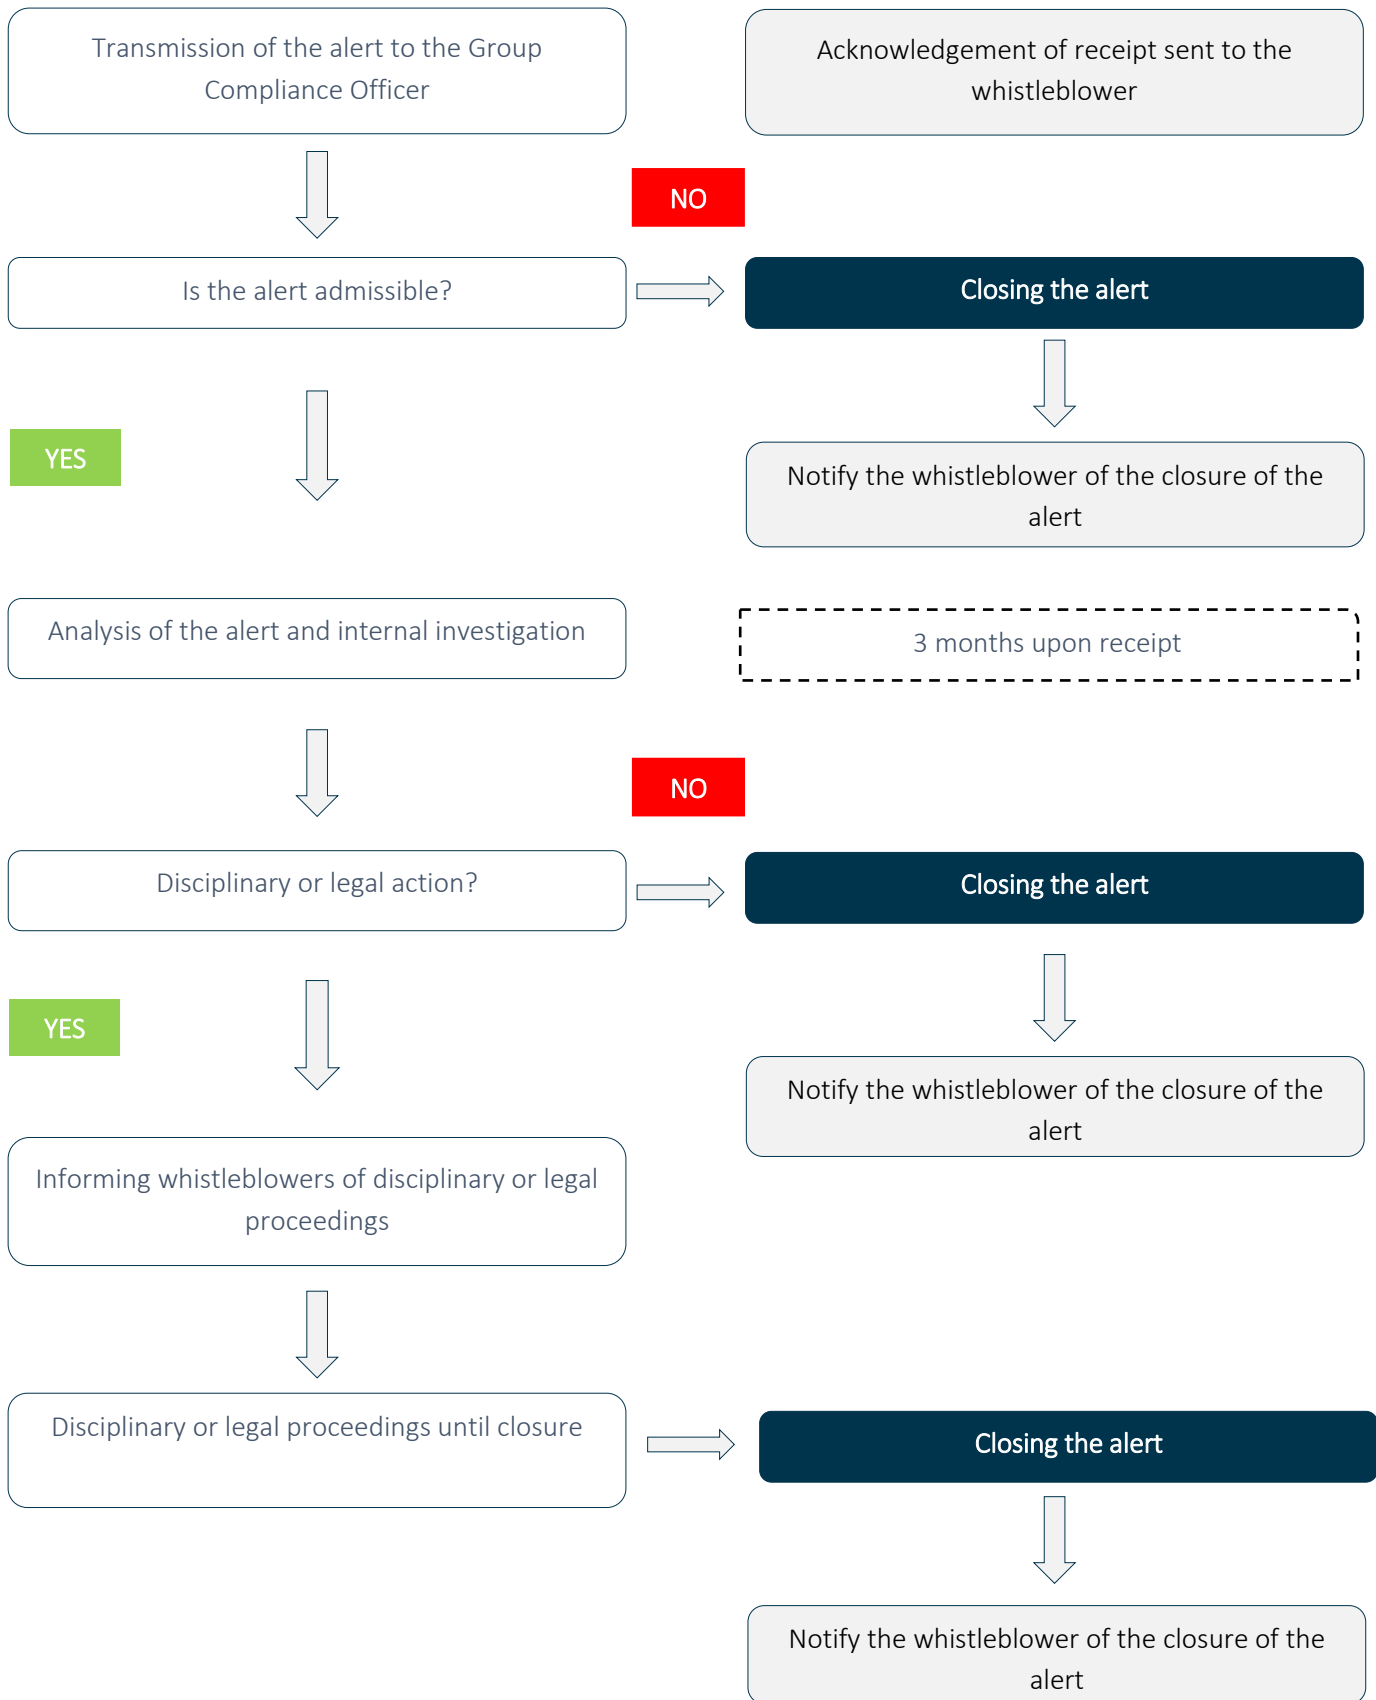 Transmission of the alert to the Group
Compliance Officer
Acknowledgement of receipt sent to the
whistleblower
NO
Is the alert admissible?
Closing the alert
YES
Notify the whistleblower of the closure of the
alert
Analysis of the alert and internal investigation
3 months upon receipt
NO
Disciplinary or legal action?
Closing the alert
YES
Notify the whistleblower of the closure of the
alert
Informing whistleblowers of disciplinary or legal
proceedings
Disciplinary or legal proceedings until closure
Closing the alert
Notify the whistleblower of the closure of the
alert